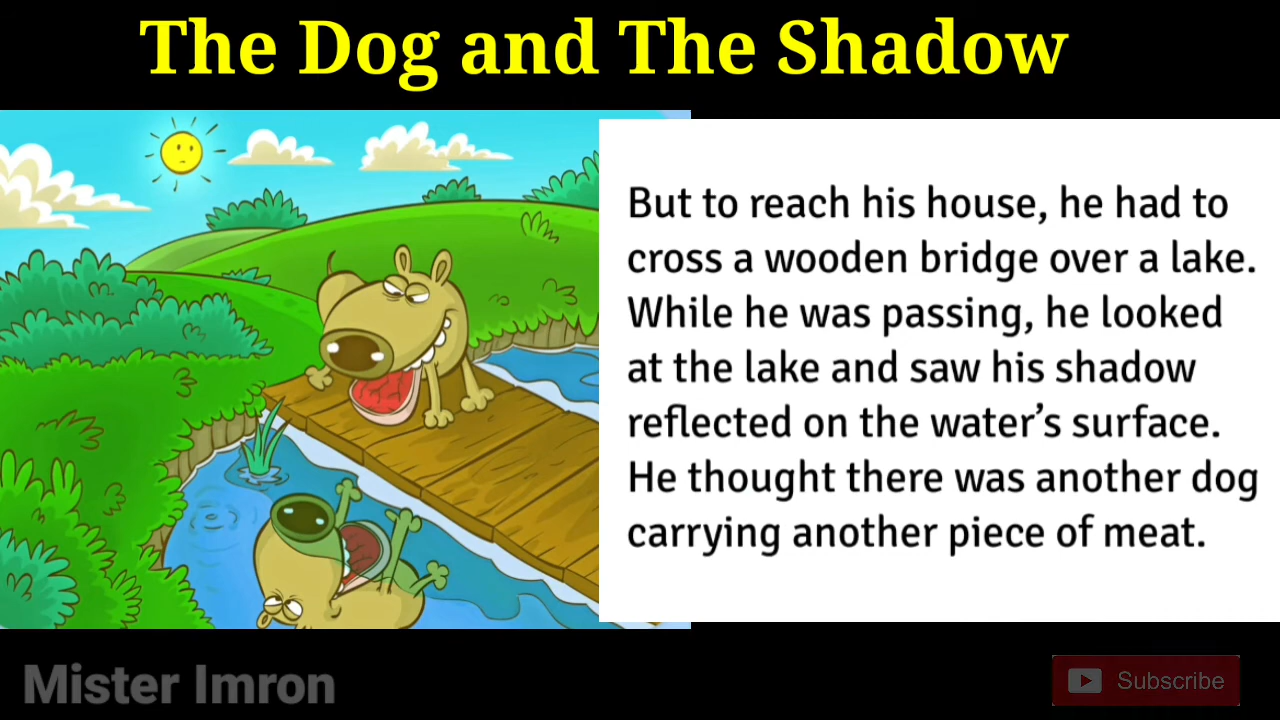 The Dog and The Shadow
But to reach his house, he had to
cross a wooden bridge over a lake.
While he was passing, he looked
at the lake and saw his shadow
reflected on the water’s surface.
He thought there was another dog
carrying another piece of meat.
Mister Imron
Subscribe